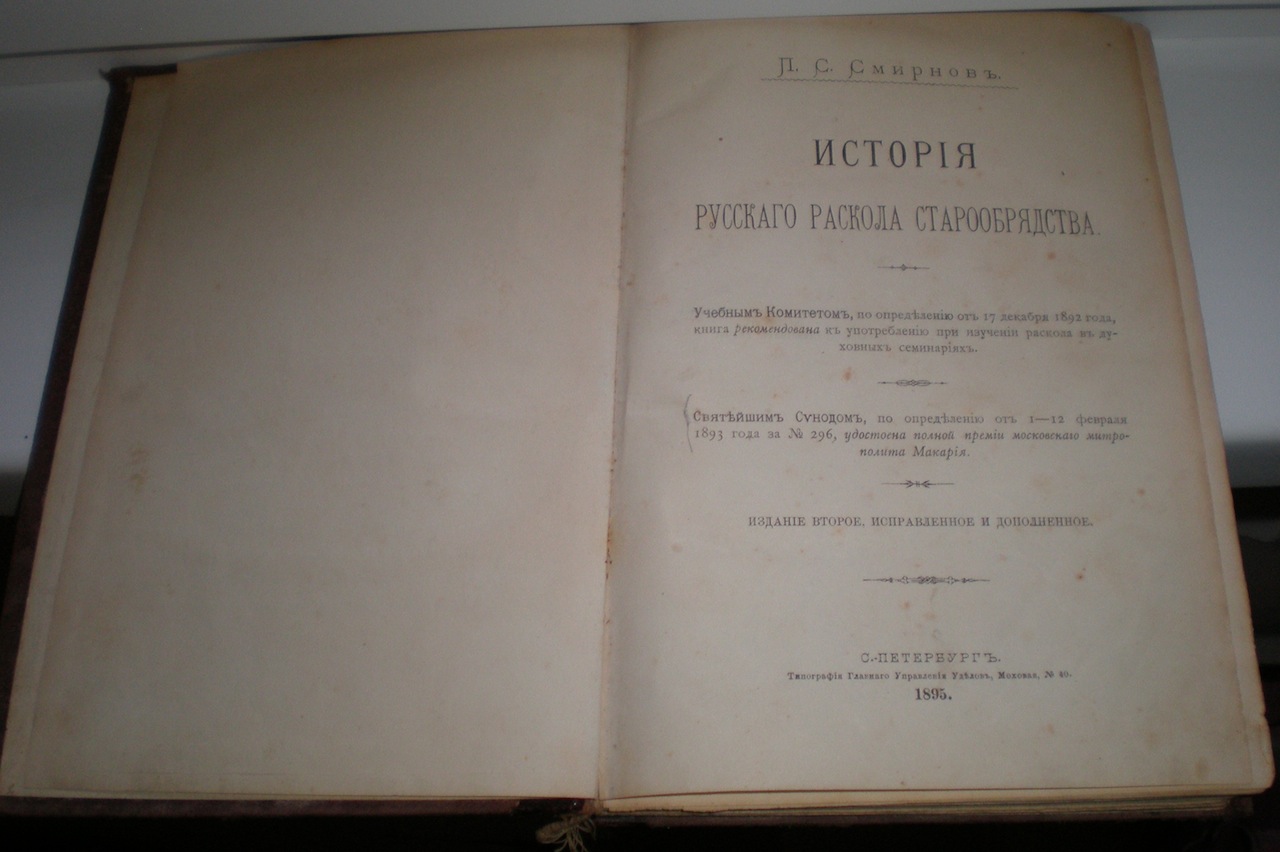 П. С. Смирновъ.
ИСТОРІЯ
РУССКАГО РАСКОЛА СТАРООБРЯДСТВА.
Учебнымъ Комитетомъ, по опредѣленію отъ 17 декабря 1892 года,
книга рекомендована къ употребленію при изученіи раскола въ ду-
ховныхъ семинаріяхъ.
Святѣйшимъ Сѵнодомъ, по опредѣленію отъ 1—12 февраля
1893 года за № 296, удостоена полной преміи московскаго митро-
полита Макарія.
ИЗДАНІЕ ВТОРОЕ, ИСПРАВЛЕННОЕ И ДОПОЛНЕННОЕ.
С.-ПЕТЕРБУРГЪ.
Типографія Главнаго Управленія Удѣловъ, Моховая, № 40.
1895.